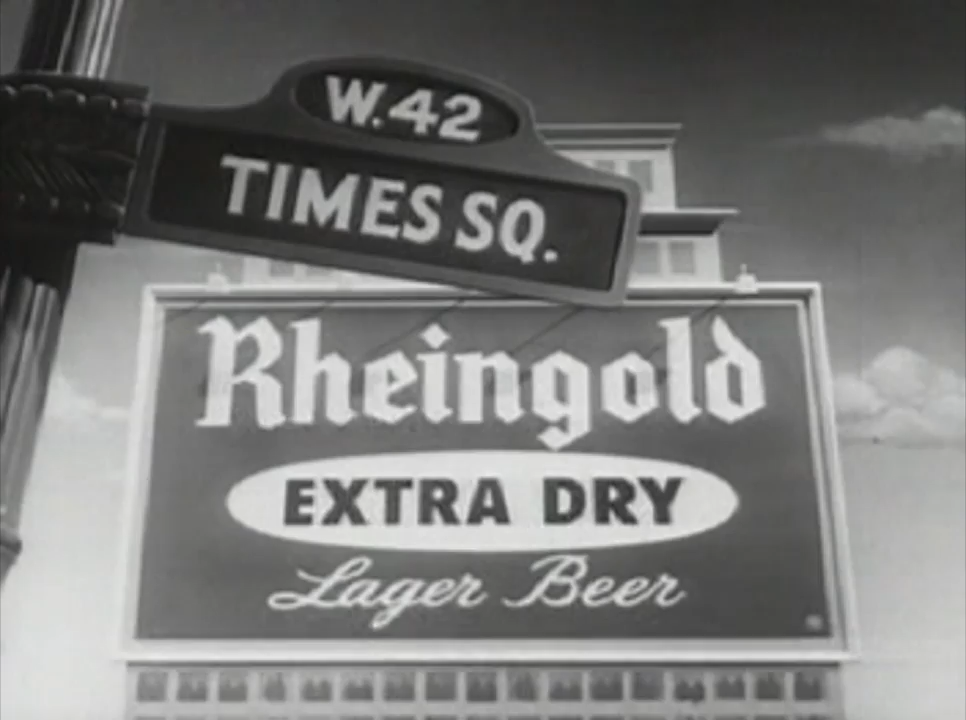 W.42
TIMES SQ.
Rheingold
EXTRA DRY
Lager Beer